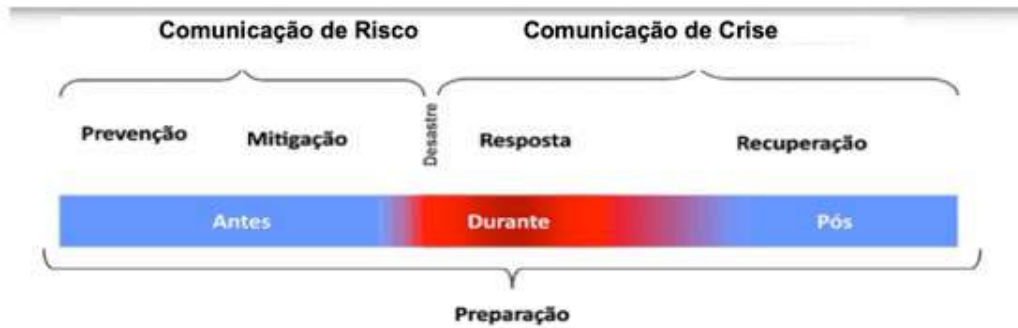 Comunicação de Risco
Comunicação de Crise
Prevenção
Mitigação
Desastre
Resposta
Recuperação
Antes
Durante
Pós
Preparação